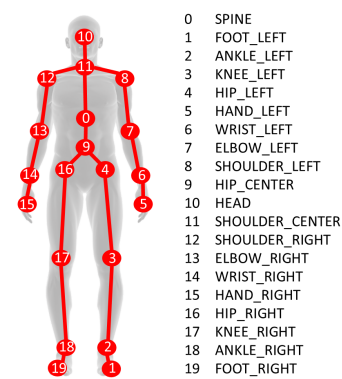 0 SPINE
1 FOOT_LEFT
2 ANKLE_LEFT
3 KNEE_LEFT
4 HIP_LEFT
5 HAND_LEFT
6 WRIST_LEFT
7 ELBOW_LEFT
8 SHOULDER_LEFT
9 HIP_CENTER
10 HEAD
11 SHOULDER_CENTER
12 SHOULDER_RIGHT
13 ELBOW_RIGHT
14 WRIST_RIGHT
15 HAND_RIGHT
16 HIP_RIGHT
17 KNEE_RIGHT
18 ANKLE_RIGHT
19 FOOT_RIGHT
10
11
12 8
0
13 7
9
16 4
14 6
15 5
17 3
18 2
19 1